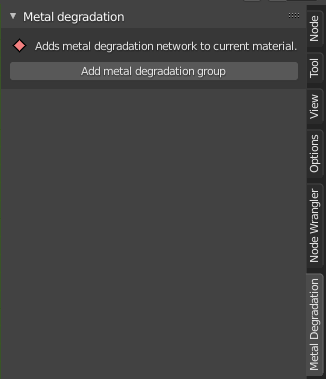 Metal degradation
Adds metal degradation network to current material.
Add metal degradation group
Node
Tool
View
Options
Node Wrangler
Metal Degradation